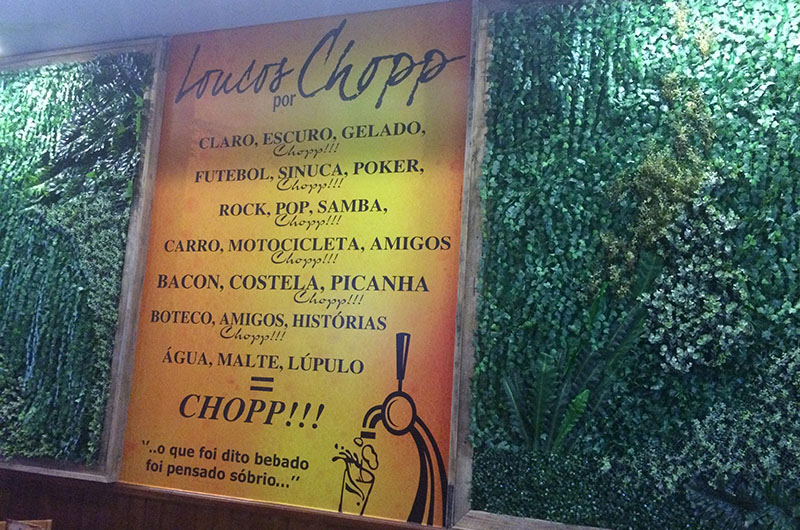 Loucos por Chopp
CLARO, ESCURO, GELADO,
Chopp!!!
FUTEBOL, SINUCA, POKER,
Chopp!!!
ROCK, POP, SAMBA,
Chopp!!!
CARRO, MOTOCICLETA, AMIGOS
Chopp!!!
BACON, COSTELA, PICANHA
Chopp!!!
BOTECO, AMIGOS, HISTÓRIAS
Chopp!!!
ÁGUA, MALTE, LÚPULO
=
CHOPP!!!
"..o que foi dito bebado
foi pensado sóbrio..."